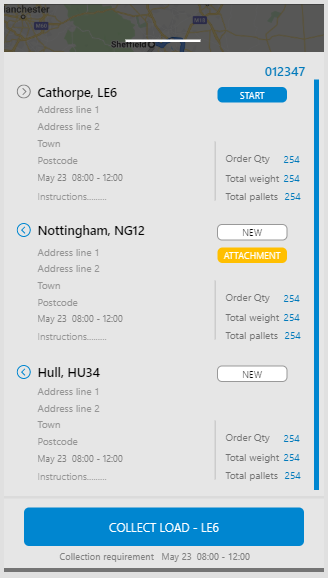 anchester
M18
Sheffield
012347
Cathorpe, LE6
START
Address line 1
Address line 2
Town
Postcode
Order Qty 254
May 23 08:00 - 12:00
Total weight 254
Instructions.........
Total pallets 254
Nottingham, NG12
NEW
Address line 1
ATTACHMENT
Address line 2
Town
Postcode
Order Qty 254
May 23 08:00 - 12:00
Total weight 254
Instructions.........
Total pallets 254
Hull, HU34
NEW
Address line 1
Address line 2
Town
Postcode
Order Qty 254
May 23 08:00 - 12:00
Total weight 254
Instructions.........
Total pallets 254
COLLECT LOAD - LE6
Collection requirement May 23 08:00 - 12:00